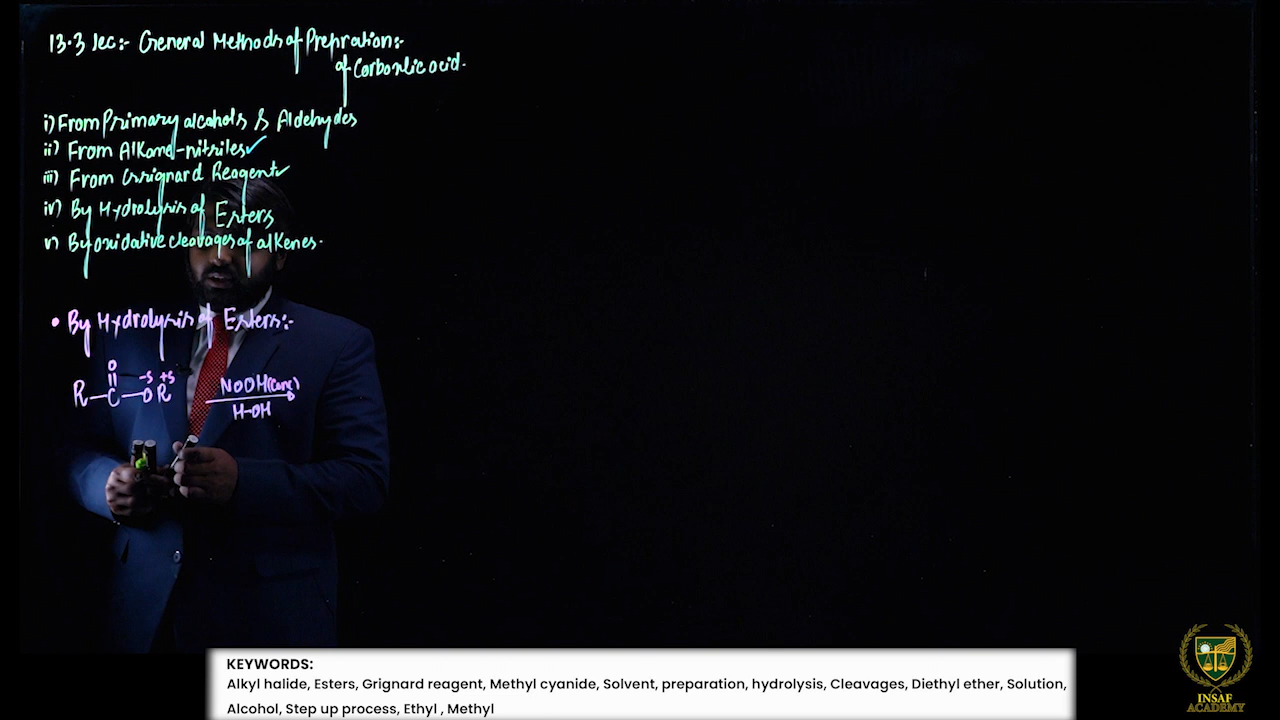 13.3 lec:- General Methods of Prepration:-
of Carboxlic acid.
i) From Primary alcohols & Aldehydes
ii) From Alkane-nitriles ✓
iii) From Grignard Reagent ✓
iv) By Hydrolysis of Esters
v) By oxidative cleavages of alkenes.
• By Hydrolysis of Esters:-
O
-δ +δ
R—C—OR NaOH(Conc)
H-OH
KEYWORDS:
Alkyl halide, Esters, Grignard reagent, Methyl cyanide, Solvent, preparation, hydrolysis, Cleavages, Diethyl ether, Solution,
Alcohol, Step up process, Ethyl , Methyl
INSAF
ACADEMY